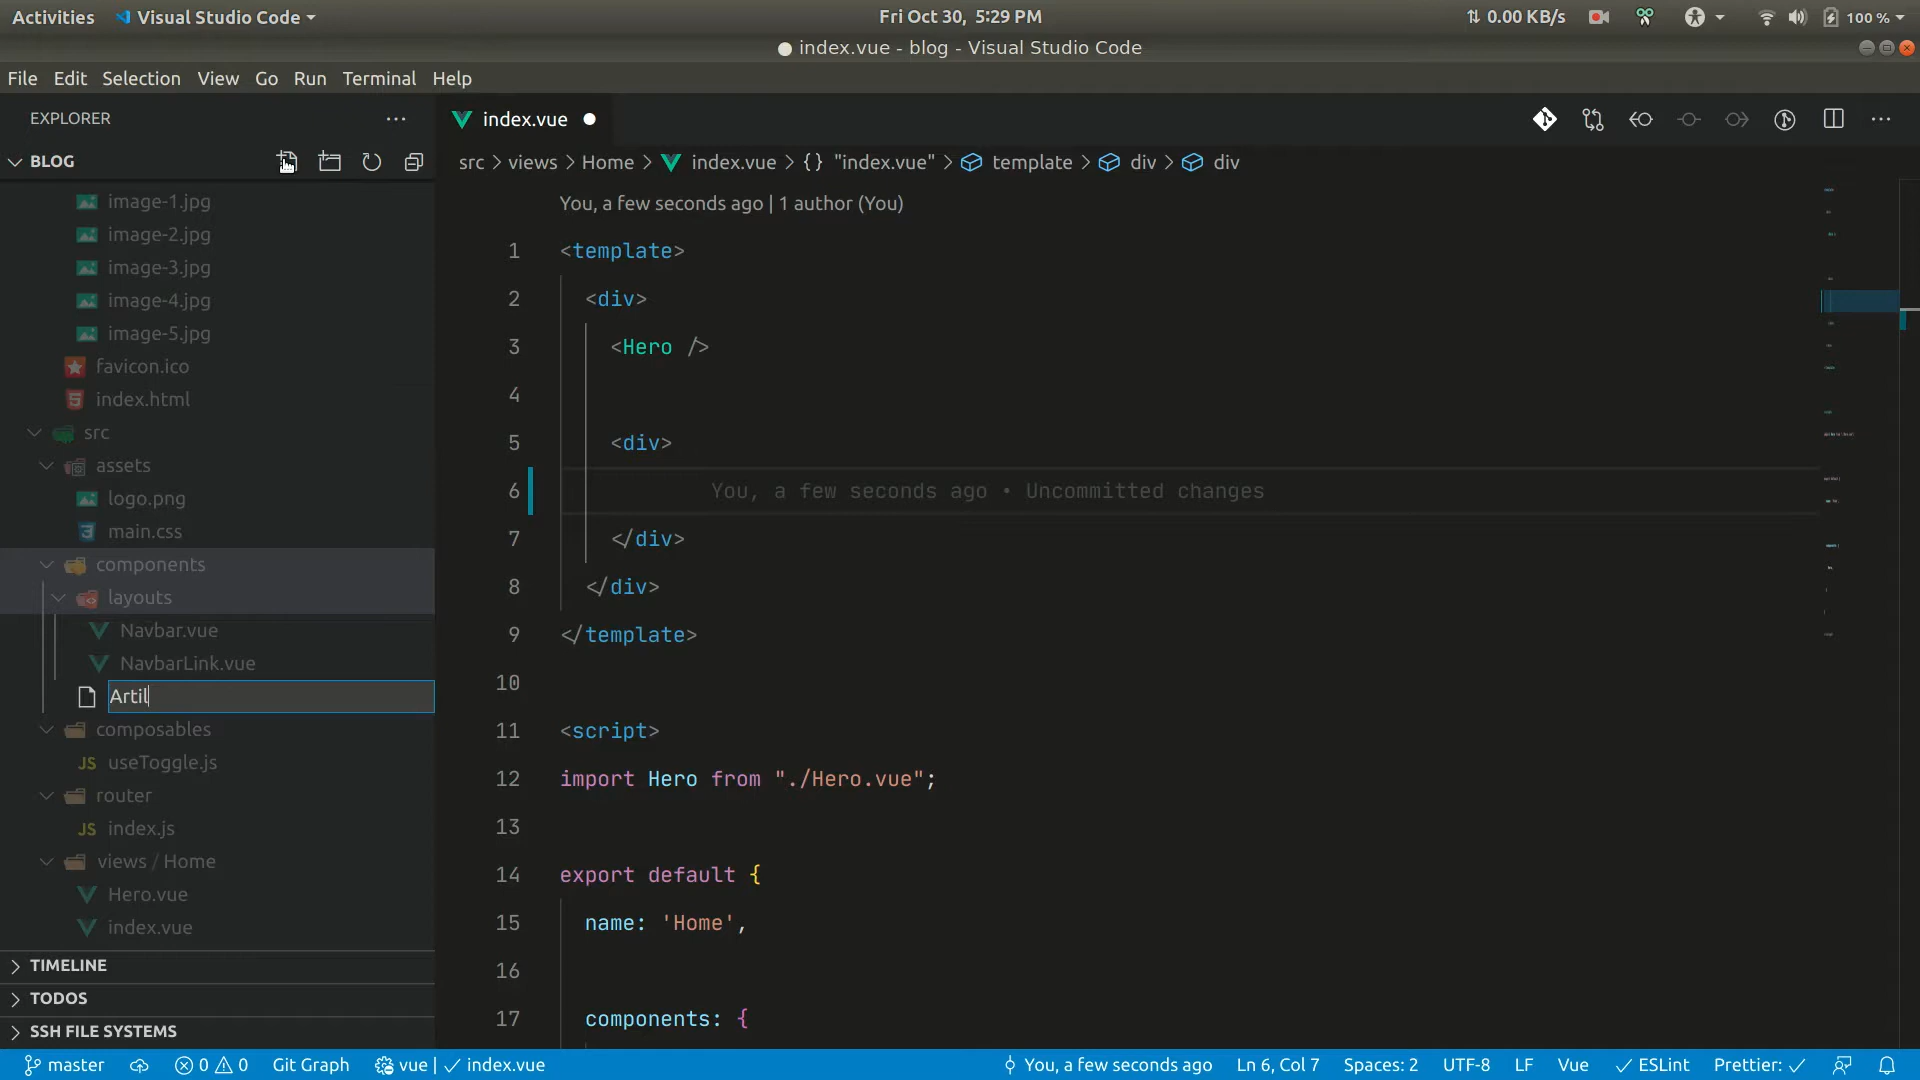 Activities Visual Studio Code Fri Oct 30, 5:29 PM 0.00 KB/s 100 %
index.vue - blog - Visual Studio Code
File Edit Selection View Go Run Terminal Help
EXPLORER
BLOG
image-1.jpg
image-2.jpg
image-3.jpg
image-4.jpg
image-5.jpg
favicon.ico
index.html
src
assets
logo.png
main.css
components
layouts
Navbar.vue
NavbarLink.vue
Artil
composables
useToggle.js
router
index.js
views / Home
Hero.vue
index.vue
TIMELINE
TODOS
SSH FILE SYSTEMS
index.vue
src > views > Home > index.vue > {} "index.vue" > template > div > div
You, a few seconds ago | 1 author (You)
1 <template>
2 <div>
3 <Hero />
4
5 <div>
6 You, a few seconds ago • Uncommitted changes
7 </div>
8 </div>
9 </template>
10
11 <script>
12 import Hero from "./Hero.vue";
13
14 export default {
15 name: 'Home',
16
17 components: {
master 0 0 Git Graph vue | ✓ index.vue You, a few seconds ago Ln 6, Col 7 Spaces: 2 UTF-8 LF Vue ✓ ESLint Prettier: ✓